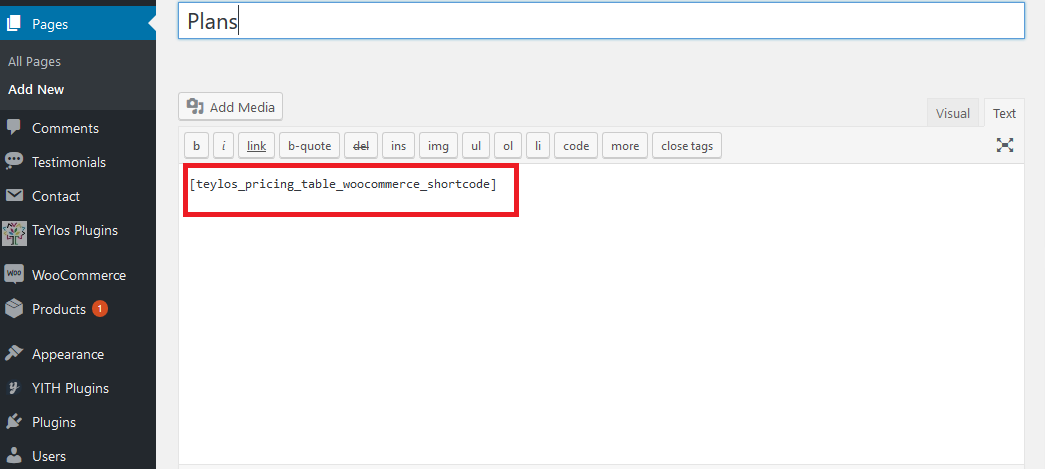 Pages
All Pages
Add New
Comments
Testimonials
Contact
TeYlos Plugins
WOO
WooCommerce
Products 1
Appearance
YITH Plugins
Plugins
Users
Plans
Add Media
Visual Text
b i link b-quote del ins img ul ol li code more close tags
[teylos_pricing_table_woocommerce_shortcode]